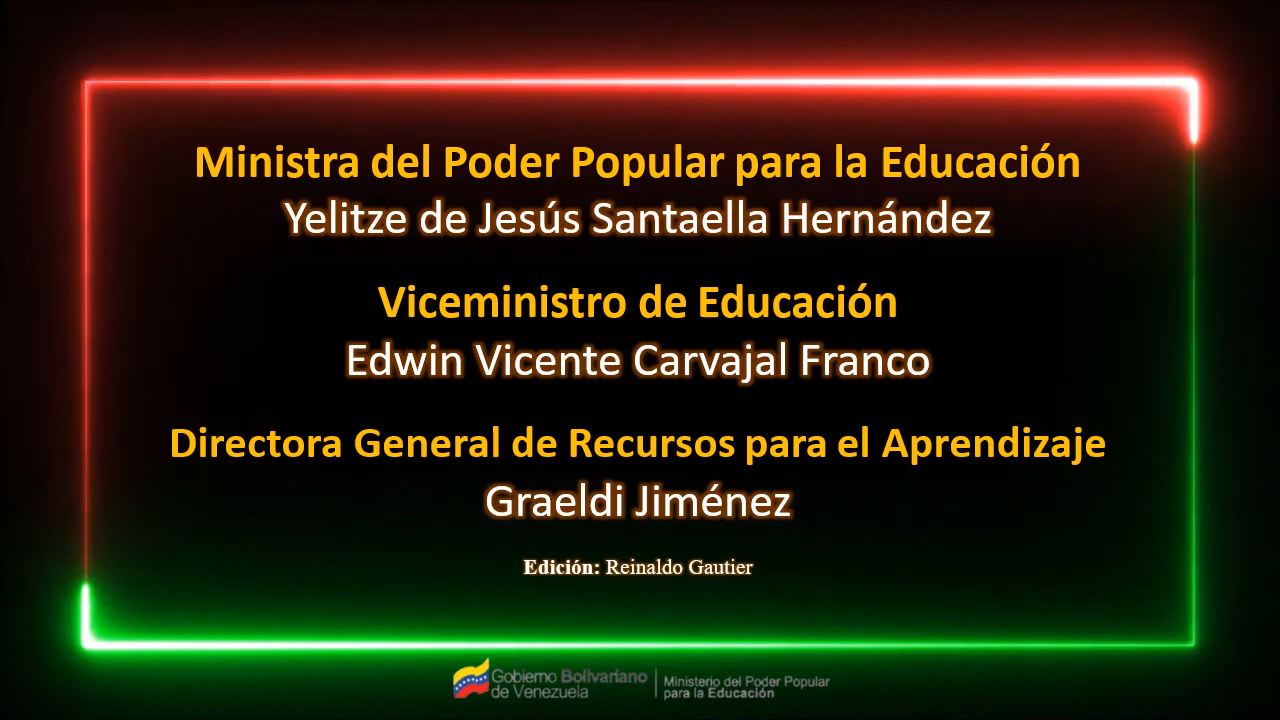 Ministra del Poder Popular para la Educación
Yelitze de Jesús Santaella Hernández
Viceministro de Educación
Edwin Vicente Carvajal Franco
Directora General de Recursos para el Aprendizaje
Graeldi Jiménez
Edición: Reinaldo Gautier
Gobierno Bolivariano
de Venezuela
Ministerio del Poder Popular
para la Educación